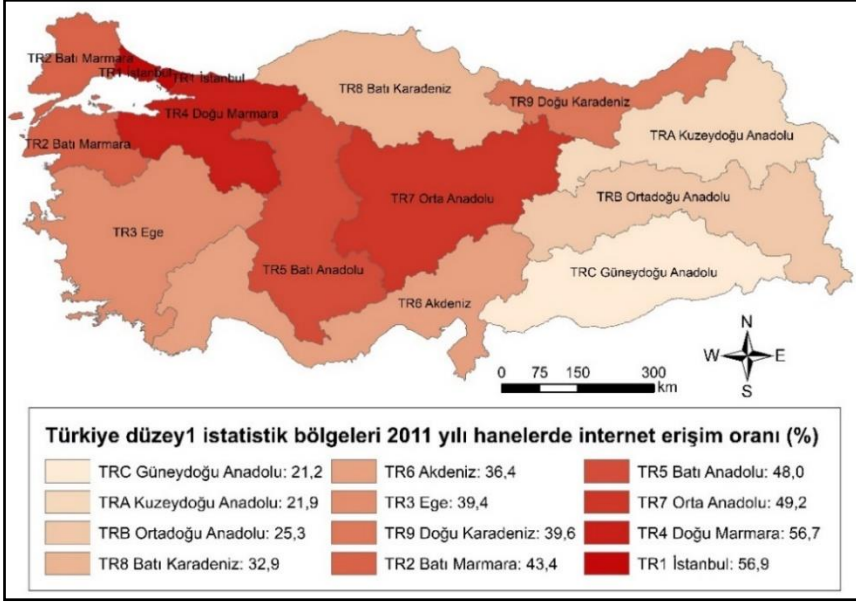 TR2 Batı Marmara
TR1 İstanbul
TR1 İstanbul
TR8 Batı Karadeniz
TR4 Doğu Marmara
TR9 Doğu Karadeniz
TR2 Batı Marmara
TRA Kuzeydoğu Anadolu
TR7 Orta Anadolu
TRB Ortadoğu Anadolu
TR3 Ege
TR5 Batı Anadolu
TRC Güneydoğu Anadolu
TR6 Akdeniz
N
W E
S
0 75 150 300
km
Türkiye düzey1 istatistik bölgeleri 2011 yılı hanelerde internet erişim oranı (%)
TRC Güneydoğu Anadolu: 21,2
TRA Kuzeydoğu Anadolu: 21,9
TRB Ortadoğu Anadolu: 25,3
TR8 Batı Karadeniz: 32,9
TR6 Akdeniz: 36,4
TR3 Ege: 39,4
TR9 Doğu Karadeniz: 39,6
TR2 Batı Marmara: 43,4
TR5 Batı Anadolu: 48,0
TR7 Orta Anadolu: 49,2
TR4 Doğu Marmara: 56,7
TR1 İstanbul: 56,9